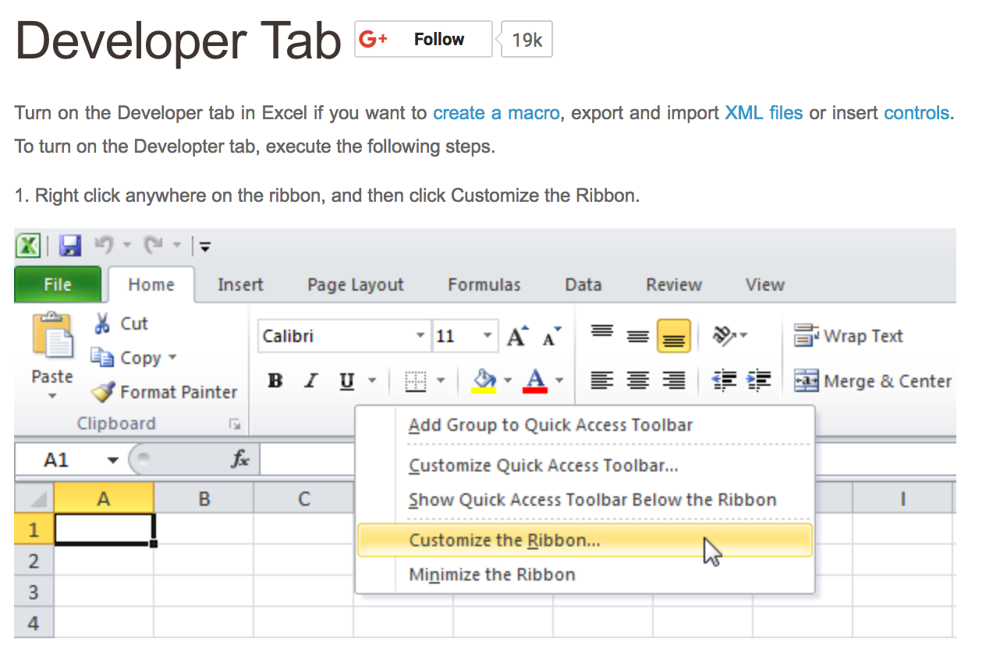 Developer Tab G+ Follow 19k
Turn on the Developer tab in Excel if you want to create a macro, export and import XML files or insert controls.
To turn on the Developter tab, execute the following steps.
1. Right click anywhere on the ribbon, and then click Customize the Ribbon.
File Home Insert Page Layout Formulas Data Review View
Cut
Calibri 11 A A Wrap Text
Copy
Paste B I U A a Merge & Center
Format Painter
Clipboard
Add Group to Quick Access Toolbar
A1 fx
Customize Quick Access Toolbar...
Show Quick Access Toolbar Below the Ribbon
A B C I
1 Customize the Ribbon...
2 Minimize the Ribbon
3
4